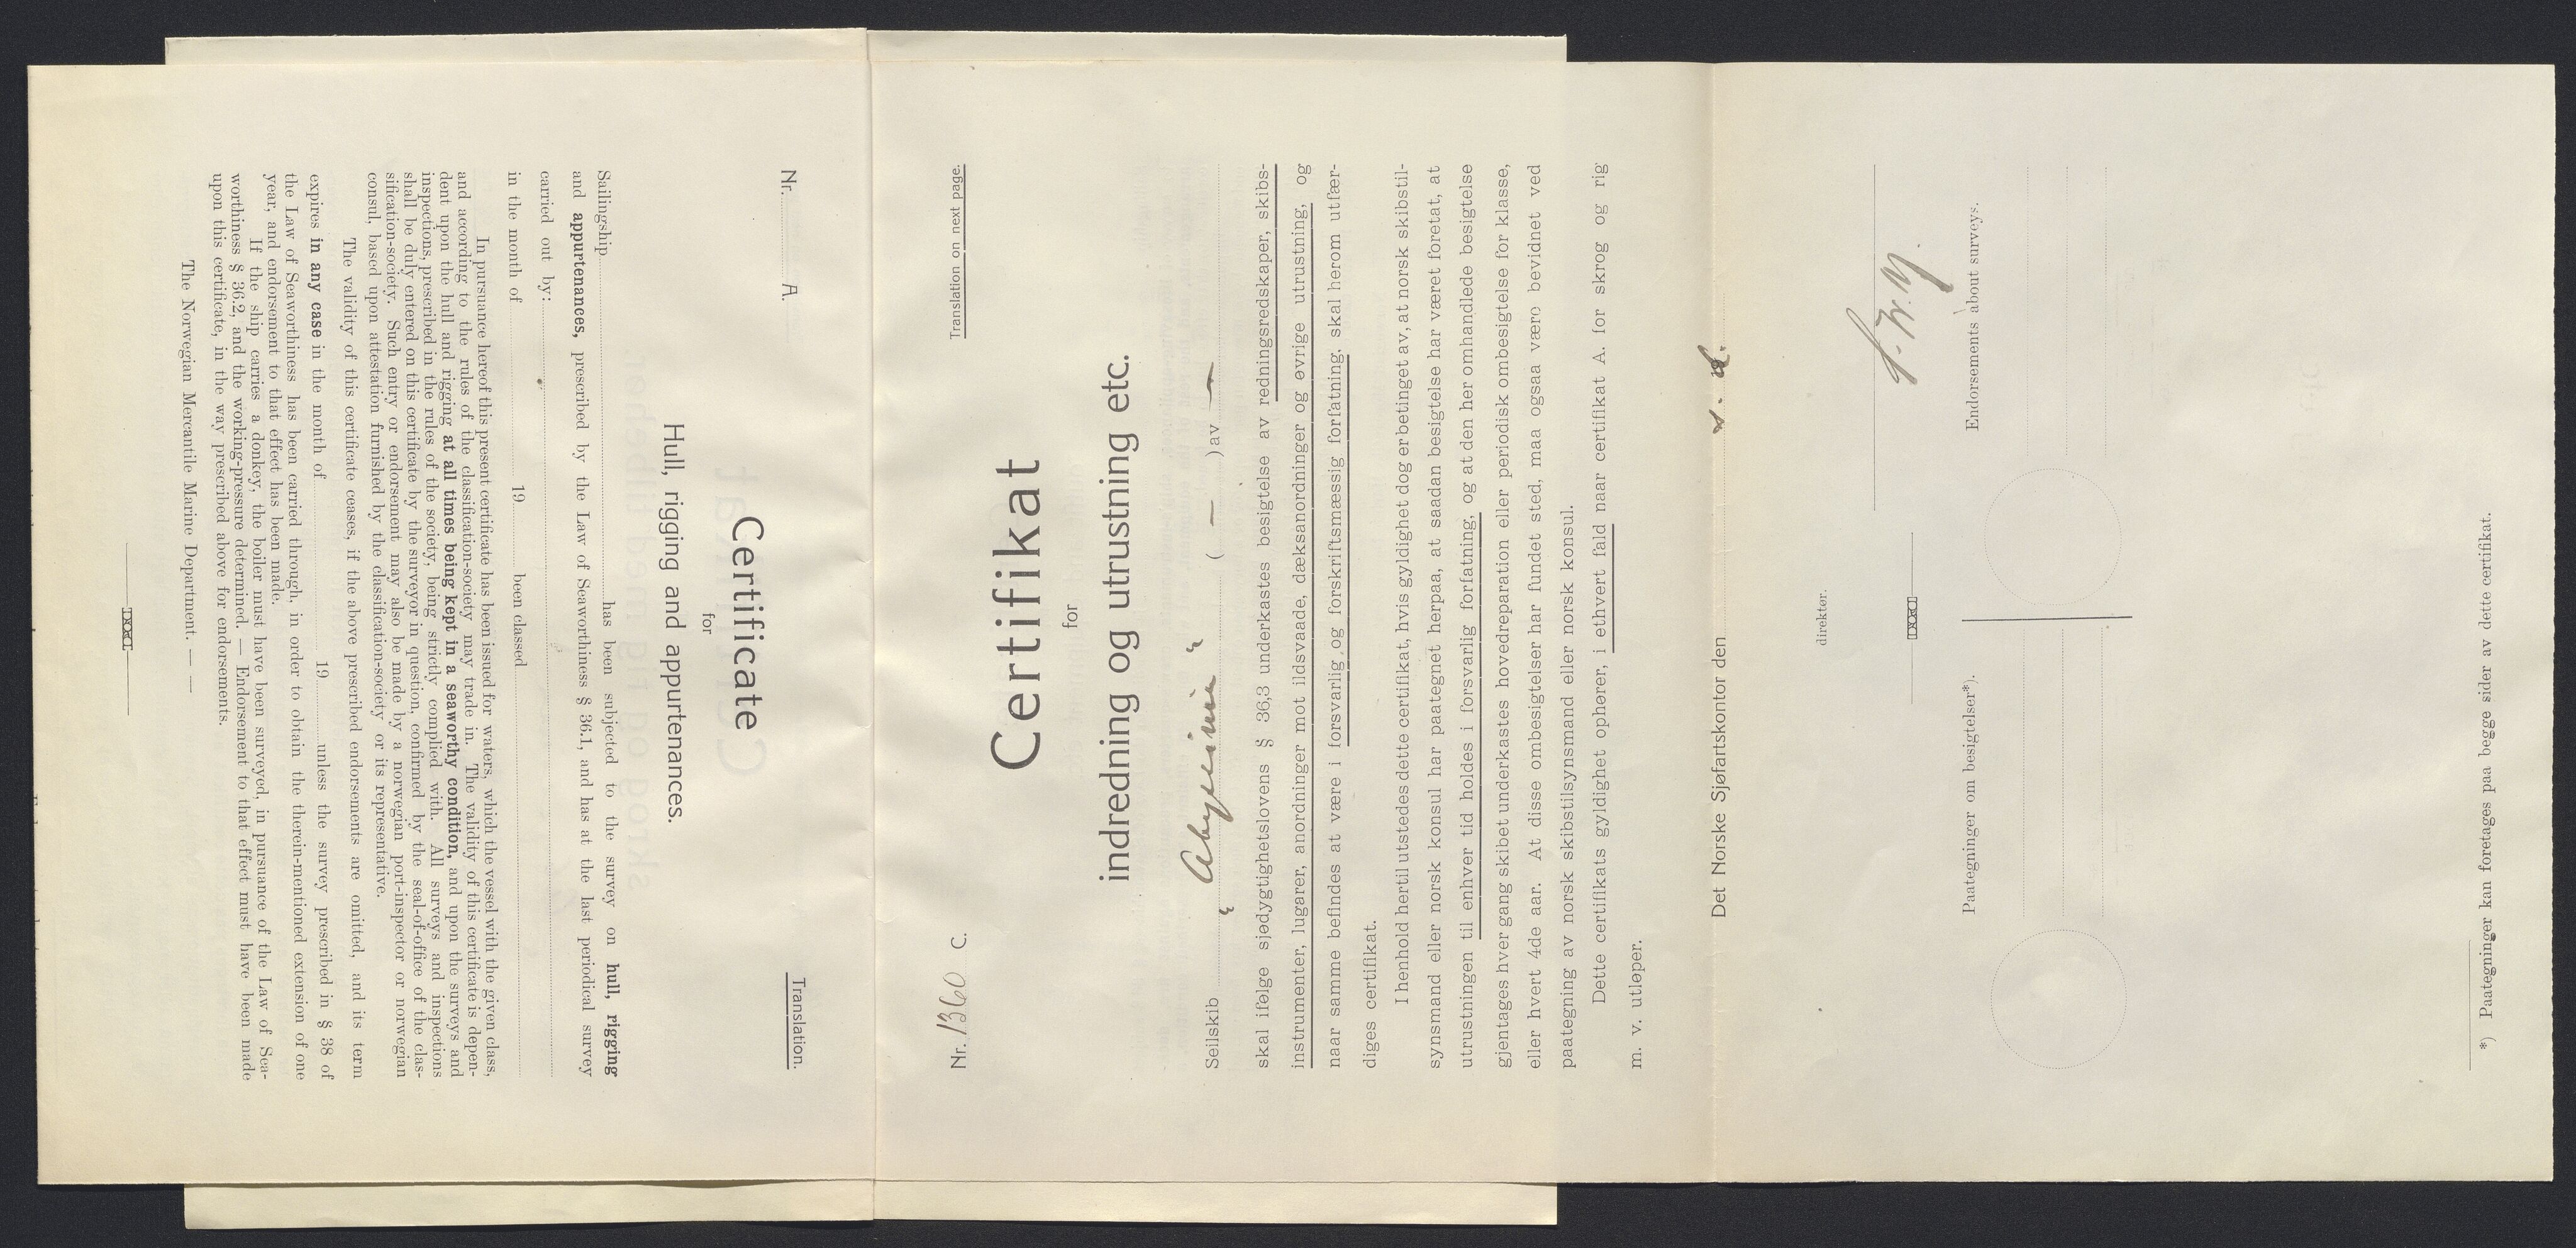 Nr. A.
Translation.
Certificate
for
Hull, rigging and appurtenances.
Sailingship has been subjected to the survey on hull, rigging
and appurtenances, prescribed by the Law of Seaworthiness § 36.1, and has at the last periodical survey
carried out by:
in the month of 19 been classed
In pursuance hereof this present certificate has been issued for waters, which the vessel with the given class,
and according to the rules of the classification-society may trade in. The validity of this certificate is depen-
dent upon the hull and rigging at all times being kept in a seaworthy condition, and upon the surveys and
inspections, prescribed in the rules of the society, being strictly complied with. All surveys and inspections
shall be duly entered on this certificate by the surveyor in question, confirmed by the seal-of-office of the clas-
sification-society. Such entry or endorsement may also be made by a norwegian port-inspector or norwegian
consul, based upon attestation furnished by the classification-society or its representative.
The validity of this certificate ceases, if the above prescribed endorsements are omitted, and its term
expires in any case in the month of 19 unless the survey prescribed in § 38 of
the Law of Seaworthiness has been carried through, in order to obtain the therein-mentioned extension of one
year, and endorsement to that effect has been made.
If the ship carries a donkey, the boiler must have been surveyed, in pursuance of the Law of Sea-
worthiness § 36.2, and the working-pressure determined. — Endorsement to that effect must have been made
upon this certificate, in the way prescribed above for endorsements.
The Norwegian Mercantile Marine Department. — —
Nr. 1360 C.
Translation on next page.
Certifikat
for
indredning og utrustning etc.
Seilskib „Abyssinia“ ( — ) av —
skal ifølge sjødygtighetslovens § 36,3 underkastes besigtelse av redningsredskaper, skibs-
instrumenter, lugarer, anordninger mot ildsvaade, dæksanordninger og øvrige utrustning, og
naar samme befindes at være i forsvarlig og forskriftsmæssig forfatning, skal herom utfær-
diges certifikat.
I henhold hertil utstedes dette certifikat, hvis gyldighet dog er betinget av, at norsk skibstil-
synsmand eller norsk konsul har paategnet herpaa, at saadan besigtelse har været foretat, at
utrustningen til enhver tid holdes i forsvarlig forfatning, og at den her omhandlede besigtelse
gjentages hver gang skibet underkastes hovedreparation eller periodisk ombesigtelse for klasse,
eller hvert 4de aar. At disse ombesigtelser har fundet sted, maa ogsaa være bevidnet ved
paategning av norsk skibstilsynsmand eller norsk konsul.
Dette certifikats gyldighet ophører, i ethvert fald naar certifikat A. for skrog og rig
m. v. utløper.
Det Norske Sjøfartskontor den
direktør.
Paategninger om besigtelser*).
Endorsements about surveys.
*) Paategninger kan foretages paa begge sider av dette certifikat.